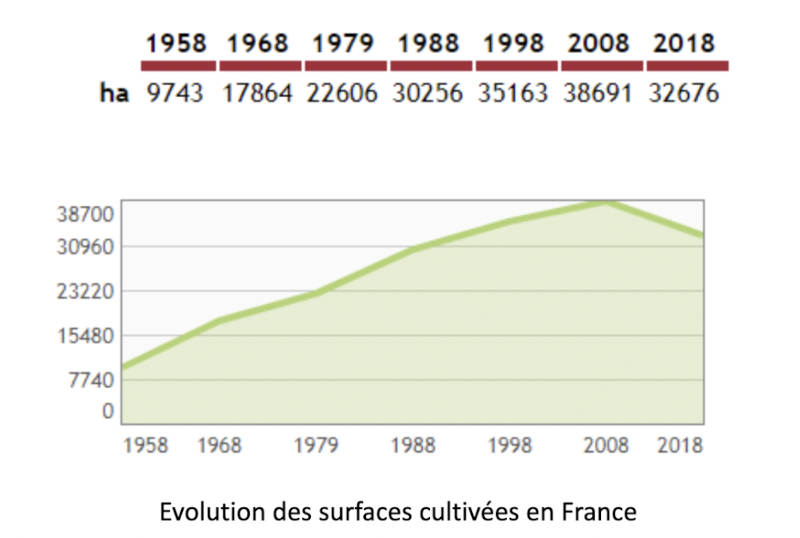 1958 1968 1979 1988 1998 2008 2018
ha 9743 17864 22606 30256 35163 38691 32676
38700
30960
23220
15480
7740
0
1958 1968 1979 1988 1998 2008 2018
Evolution des surfaces cultivées en France